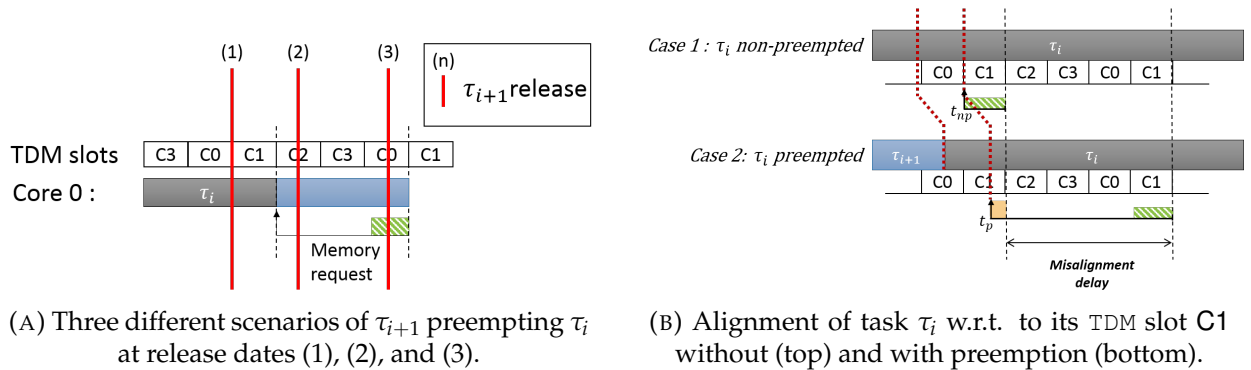 (1) (2) (3)
(n)
τi+1 release
TDM slots C3 C0 C1 C2 C3 C0 C1
Core 0 : τi
Memory
request
(A) Three different scenarios of τi+1 preempting τi
at release dates (1), (2), and (3).
Case 1 : τi non-preempted τi
C0 C1 C2 C3 C0 C1
tnp
Case 2: τi preempted τi+1 τi
C0 C1 C2 C3 C0 C1
tp
Misalignment
delay
(B) Alignment of task τi w.r.t. to its TDM slot C1
without (top) and with preemption (bottom).